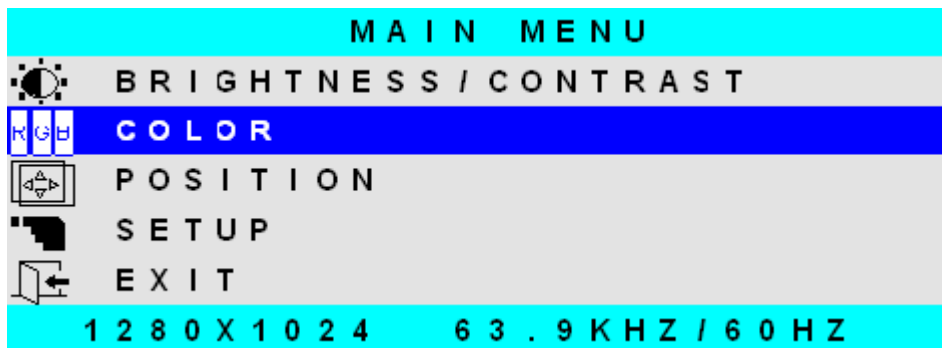 MAIN MENU
BRIGHTNESS/CONTRAST
RGB COLOR
POSITION
SETUP
EXIT
1280X1024 63.9KHZ/60HZ